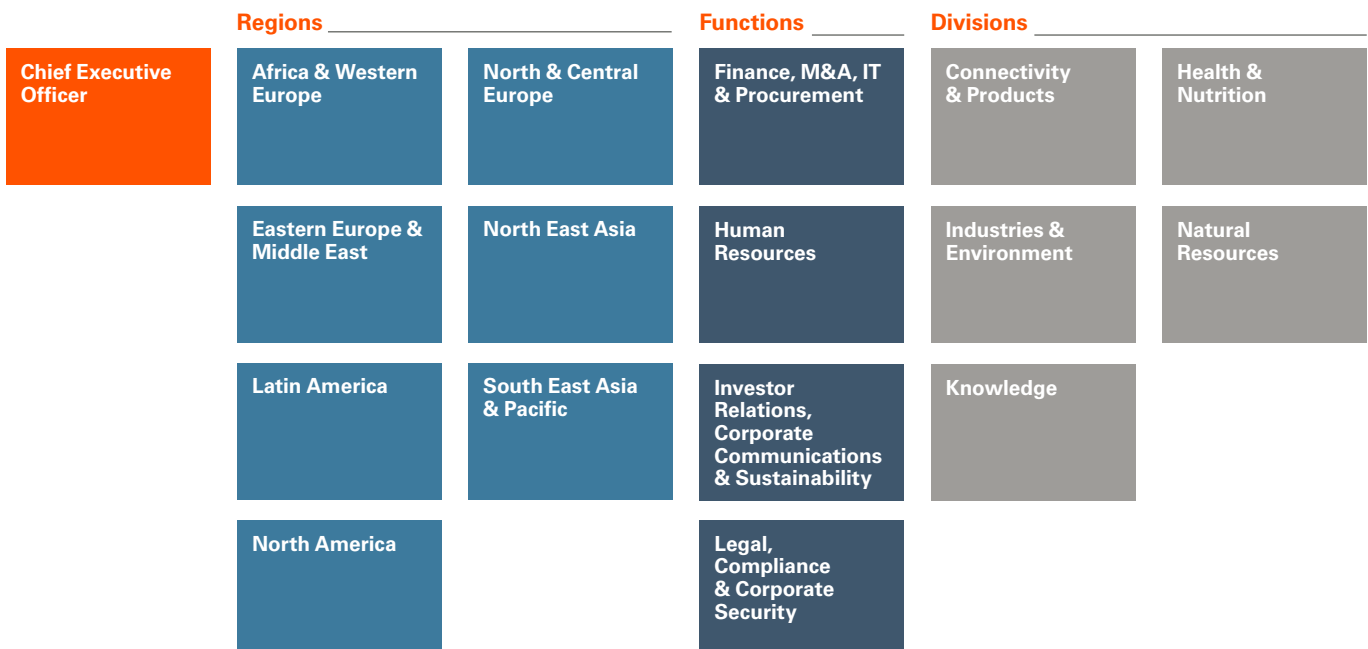 Regions
Functions
Divisions
Chief Executive
Officer
Africa & Western
Europe
North & Central
Europe
Finance, M&A, IT
& Procurement
Connectivity
& Products
Health &
Nutrition
Eastern Europe &
Middle East
North East Asia
Human
Resources
Industries &
Environment
Natural
Resources
Latin America
South East Asia
& Pacific
Investor
Relations,
Corporate
Communications
& Sustainability
Knowledge
North America
Legal,
Compliance
& Corporate
Security